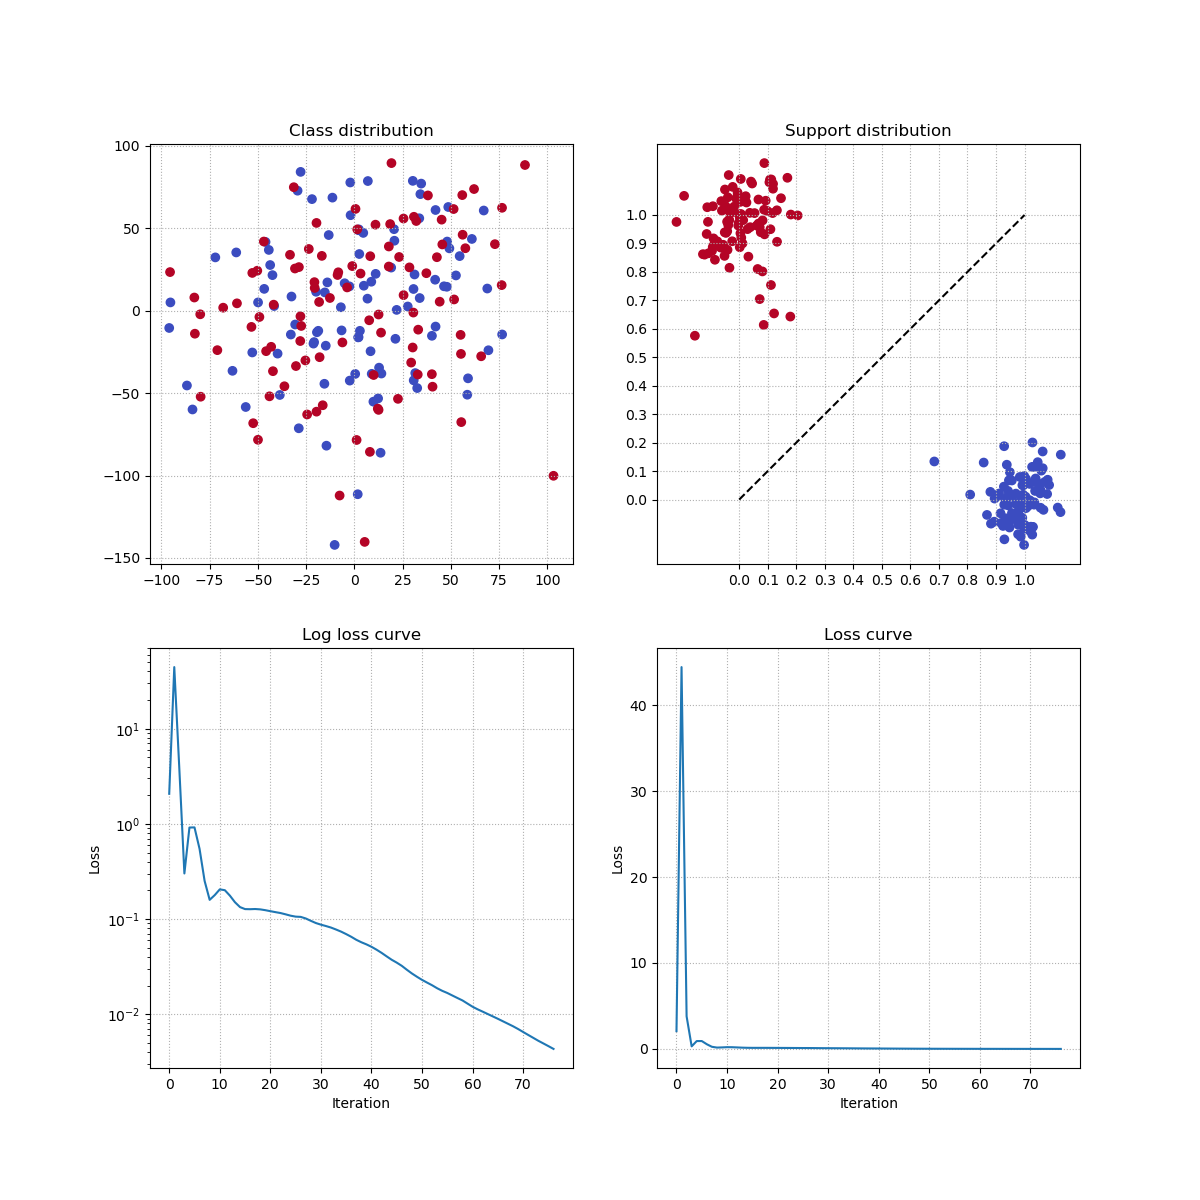 Class distribution
100
50
0
−50
−100
−150
−100 −75 −50 −25 0 25 50 75 100
Support distribution
1.0
0.9
0.8
0.7
0.6
0.5
0.4
0.3
0.2
0.1
0.0
0.0 0.1 0.2 0.3 0.4 0.5 0.6 0.7 0.8 0.9 1.0
Log loss curve
Loss
10¹
10⁰
10⁻¹
10⁻²
0 10 20 30 40 50 60 70
Iteration
Loss curve
Loss
40
30
20
10
0
0 10 20 30 40 50 60 70
Iteration